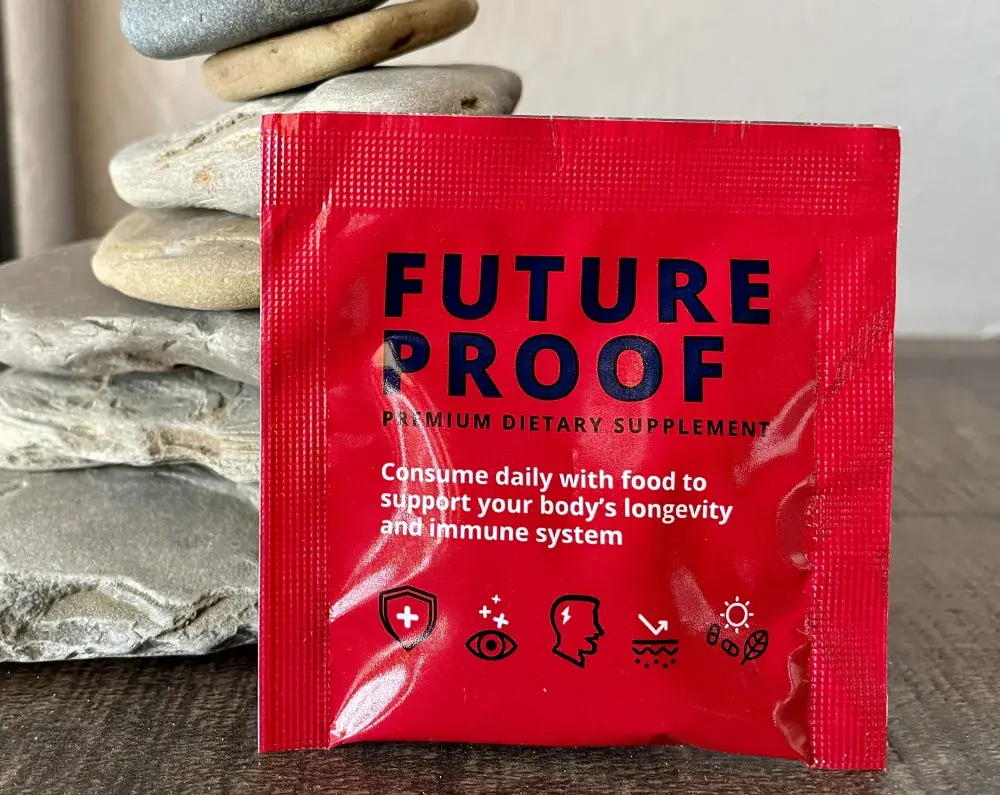 FUTURE
PROOF
PREMIUM DIETARY SUPPLEMENT
Consume daily with food to
support your body’s longevity
and immune system